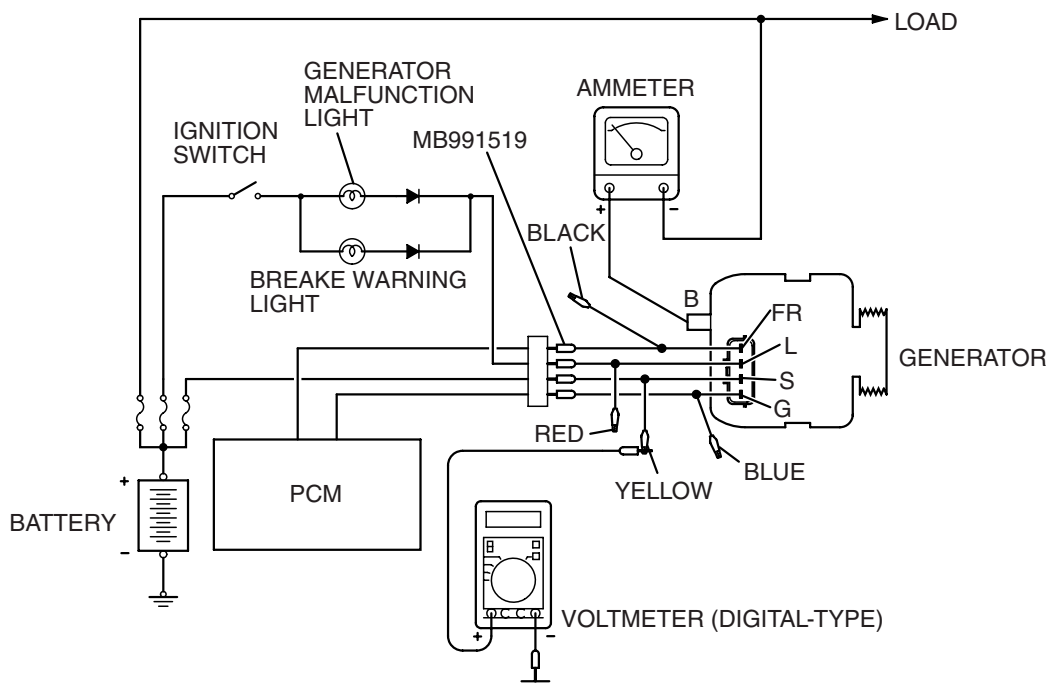 LOAD
GENERATOR
MALFUNCTION
LIGHT
AMMETER
IGNITION
SWITCH
MB991519
+
−
BLACK
BREAKE WARNING
LIGHT
B
FR
L
S
G
GENERATOR
RED
BLUE
YELLOW
PCM
+
BATTERY
−
VOLTMETER (DIGITAL-TYPE)
+
−